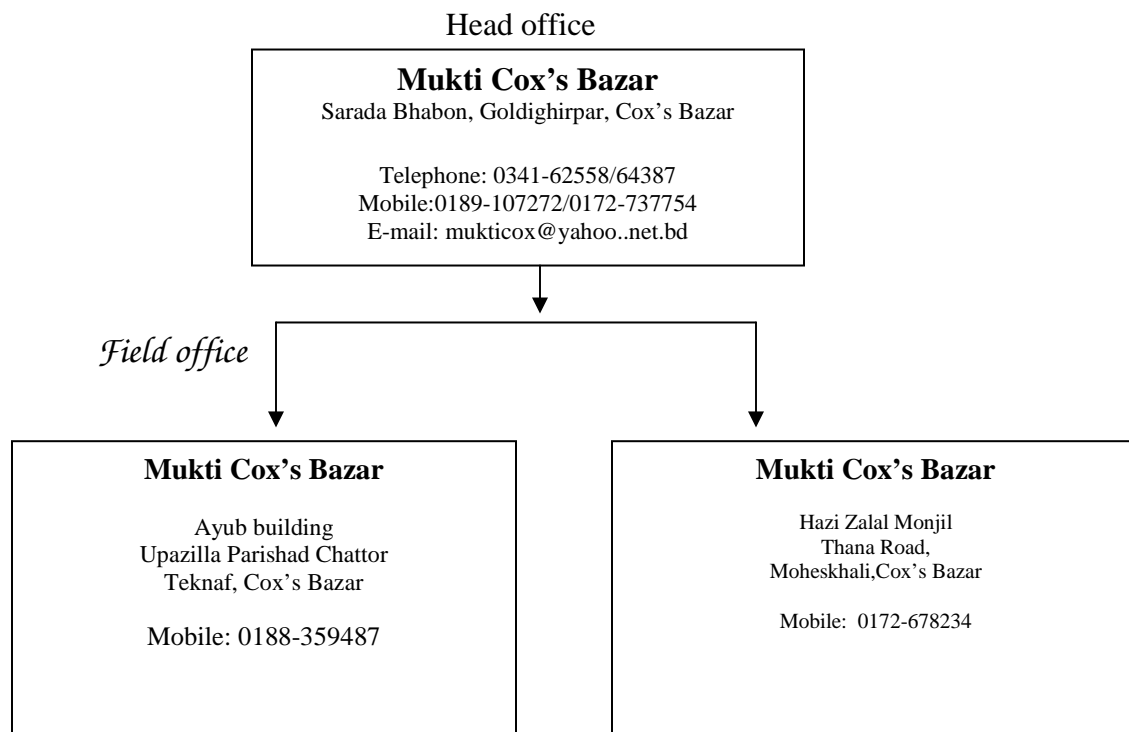 Head office
Mukti Cox’s Bazar
Sarada Bhabon, Goldighirpar, Cox’s Bazar
Telephone: 0341-62558/64387
Mobile:0189-107272/0172-737754
E-mail: mukticox@yahoo..net.bd
Field office
Mukti Cox’s Bazar
Ayub building
Upazilla Parishad Chattor
Teknaf, Cox’s Bazar
Mobile: 0188-359487
Mukti Cox’s Bazar
Hazi Zalal Monjil
Thana Road,
Moheskhali,Cox’s Bazar
Mobile:  0172-678234